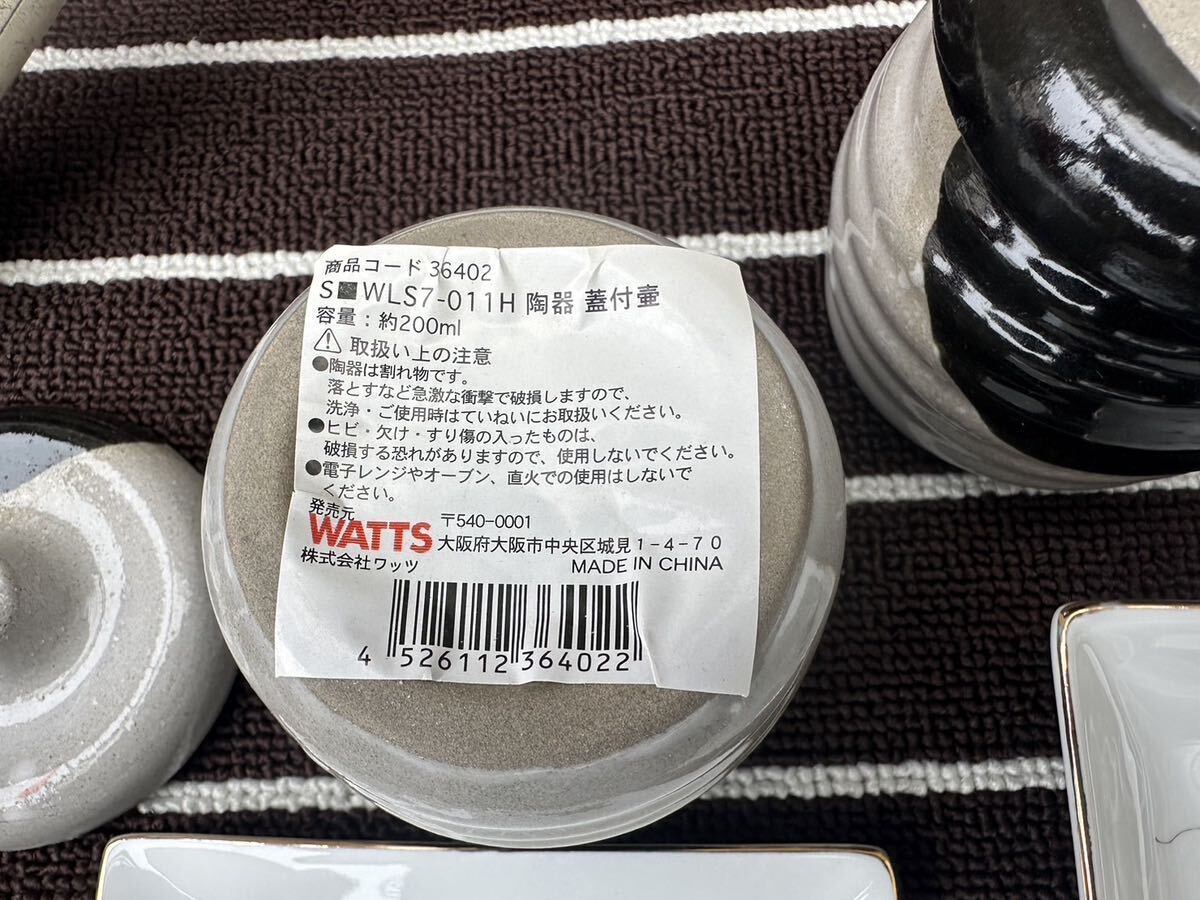 商品コード 36402
S■WLS7-011H 陶器 蓋付壷
容量：約200ml
⚠ 取扱い上の注意
●陶器は割れ物です。
落とすなど急激な衝撃で破損しますので、
洗浄・ご使用時はていねいにお取扱いください。
●ヒビ・欠け・すり傷の入ったものは、
破損する恐れがありますので、使用しないでください。
●電子レンジやオーブン、直火での使用はしないで
ください。
発売元
WATTS 〒540-0001
大阪府大阪市中央区城見1-4-70
株式会社ワッツ MADE IN CHINA
4 526112 364022